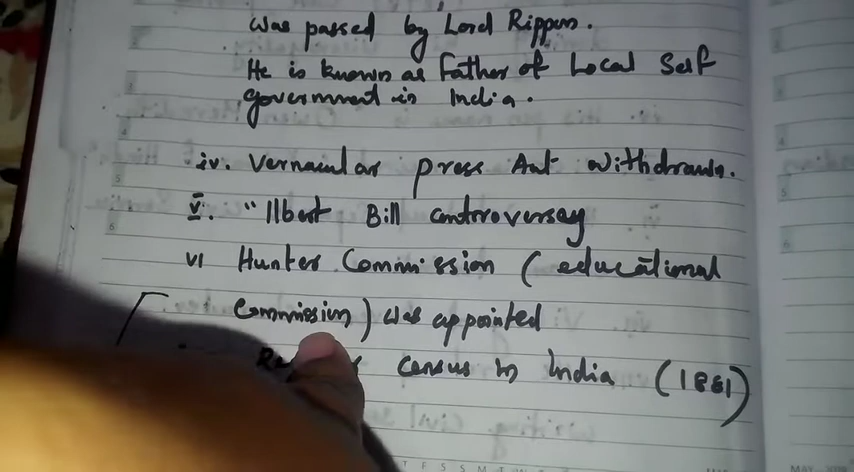 was passed by Lord Rippon.
He is known as Father of Local Self
government in India.
iv. Vernacular press Act withdrawn.
v. "Ilbert Bill controversay
vi Hunter Commission (educational
Commission) was appointed
census in India (1881)